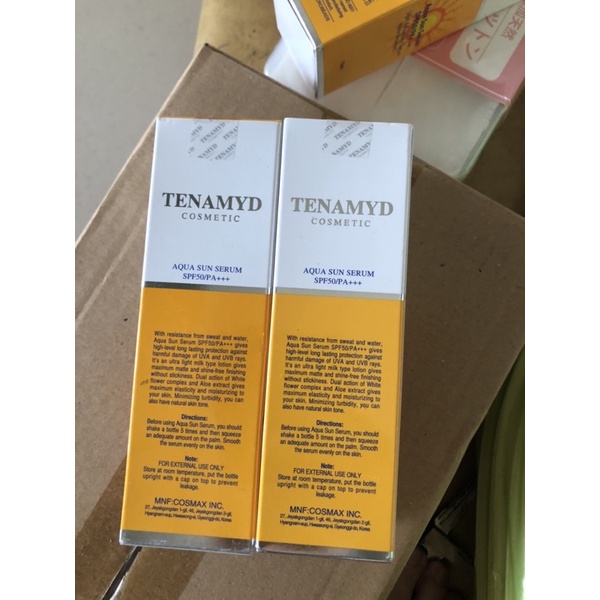 TENAMYD
TENAMYD
TENAMYD
COSMETIC
AQUA SUN SERUM
SPF50/PA+++
With resistance from sweat and water,
Aqua Sun Serum SPF50/PA+++ gives
high-level long lasting protection against
harmful damage of UVA and UVB rays.
It's an ultra light milk type lotion gives
maximum matte and shine-free finishing
without stickiness. Dual action of White
flower complex and Aloe extract gives
maximum elasticity and moisturizing to
your skin. Minimizing turbidity, you can
also have natural skin tone.
Directions:
Before using Aqua Sun Serum, you should
shake a bottle 5 times and then squeeze
an adequate amount on the palm. Smooth
the serum evenly on the skin.
Note:
FOR EXTERNAL USE ONLY
Store at room temperature, put the bottle
upright with a cap on top to prevent
leakage.
MNF:COSMAX INC.
TENAMYD
TENAMYD
COSMETIC
AQUA SUN SERUM
SPF50/PA+++
With resistance from sweat and water,
Aqua Sun Serum SPF50/PA+++ gives
high-level long lasting protection against
harmful damage of UVA and UVB rays.
It's an ultra light milk type lotion gives
maximum matte and shine-free finishing
without stickiness. Dual action of White
flower complex and Aloe extract gives
maximum elasticity and moisturizing to
your skin. Minimizing turbidity, you can
also have natural skin tone.
Directions:
Before using Aqua Sun Serum, you should
shake a bottle 5 times and then squeeze
an adequate amount on the palm. Smooth
the serum evenly on the skin.
Note:
FOR EXTERNAL USE ONLY
Store at room temperature, put the bottle
upright with a cap on top to prevent
leakage.
MNF:COSMAX INC.